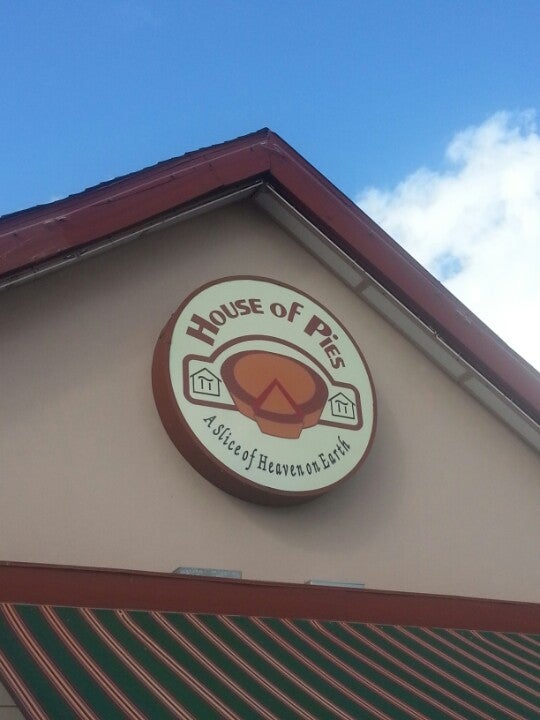 House of Pies
π π
A Slice of Heaven on Earth